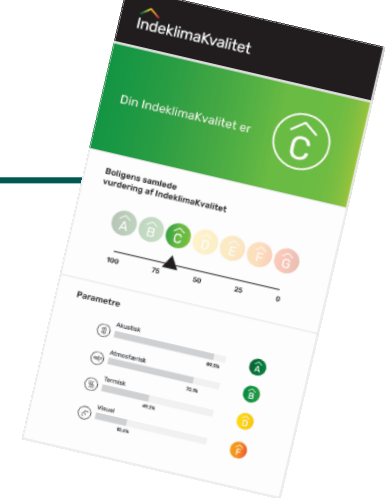 IndeklimaKvalitet
Din IndeklimaKvalitet er
C
Boligens samlede
vurdering af IndeklimaKvalitet
A B C D E F G
100 75 50 25 0
Parametre
Akustisk
A
Atmosfærisk
B
Termisk
D
Visuel
F